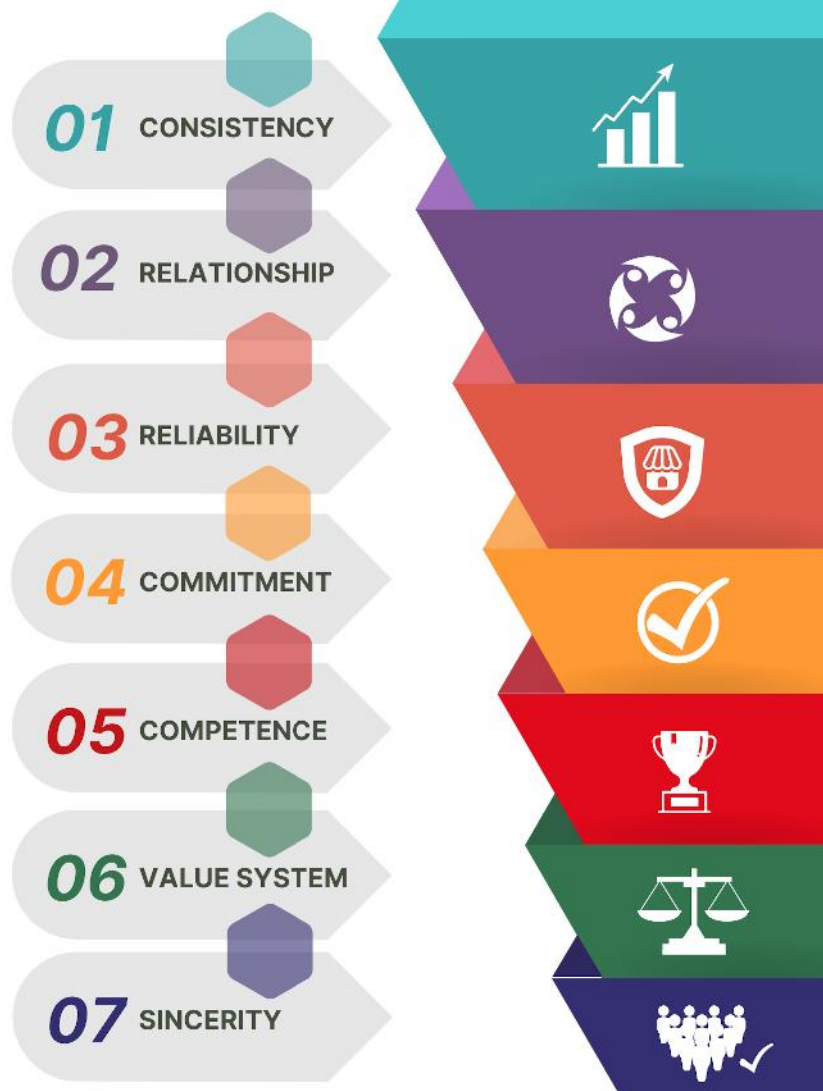 01 CONSISTENCY
02 RELATIONSHIP
03 RELIABILITY
04 COMMITMENT
05 COMPETENCE
06 VALUE SYSTEM
07 SINCERITY